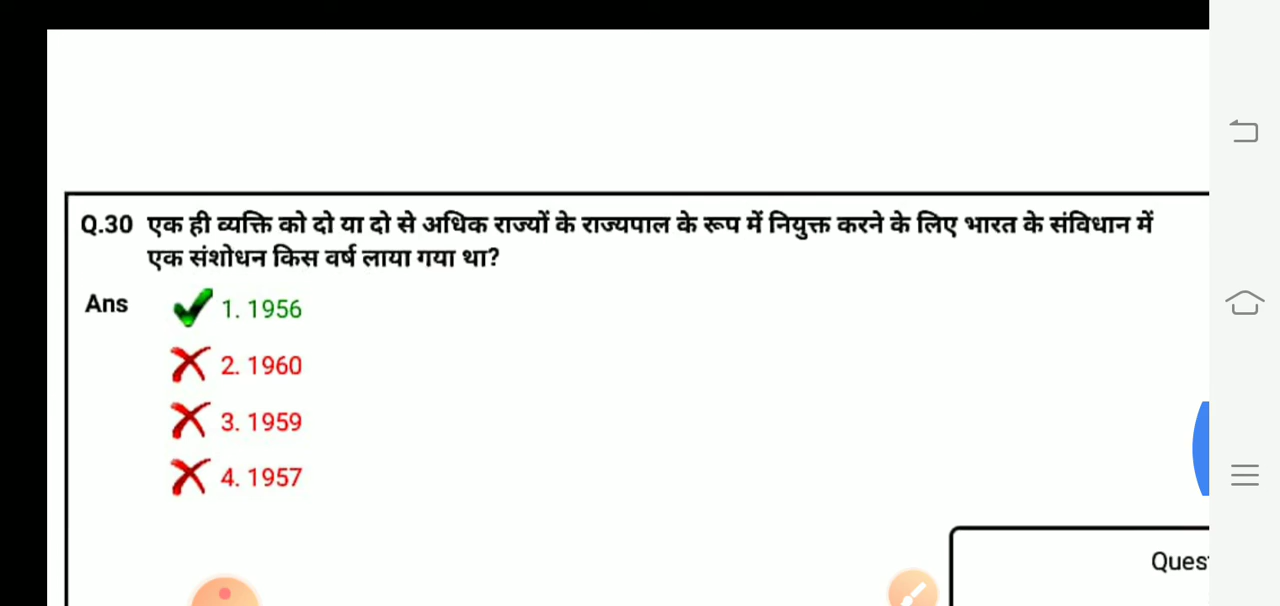 Q.30 एक ही व्यक्ति को दो या दो से अधिक राज्यों के राज्यपाल के रूप में नियुक्त करने के लिए भारत के संविधान में
एक संशोधन किस वर्ष लाया गया था?
Ans 1. 1956
2. 1960
3. 1959
4. 1957
Ques